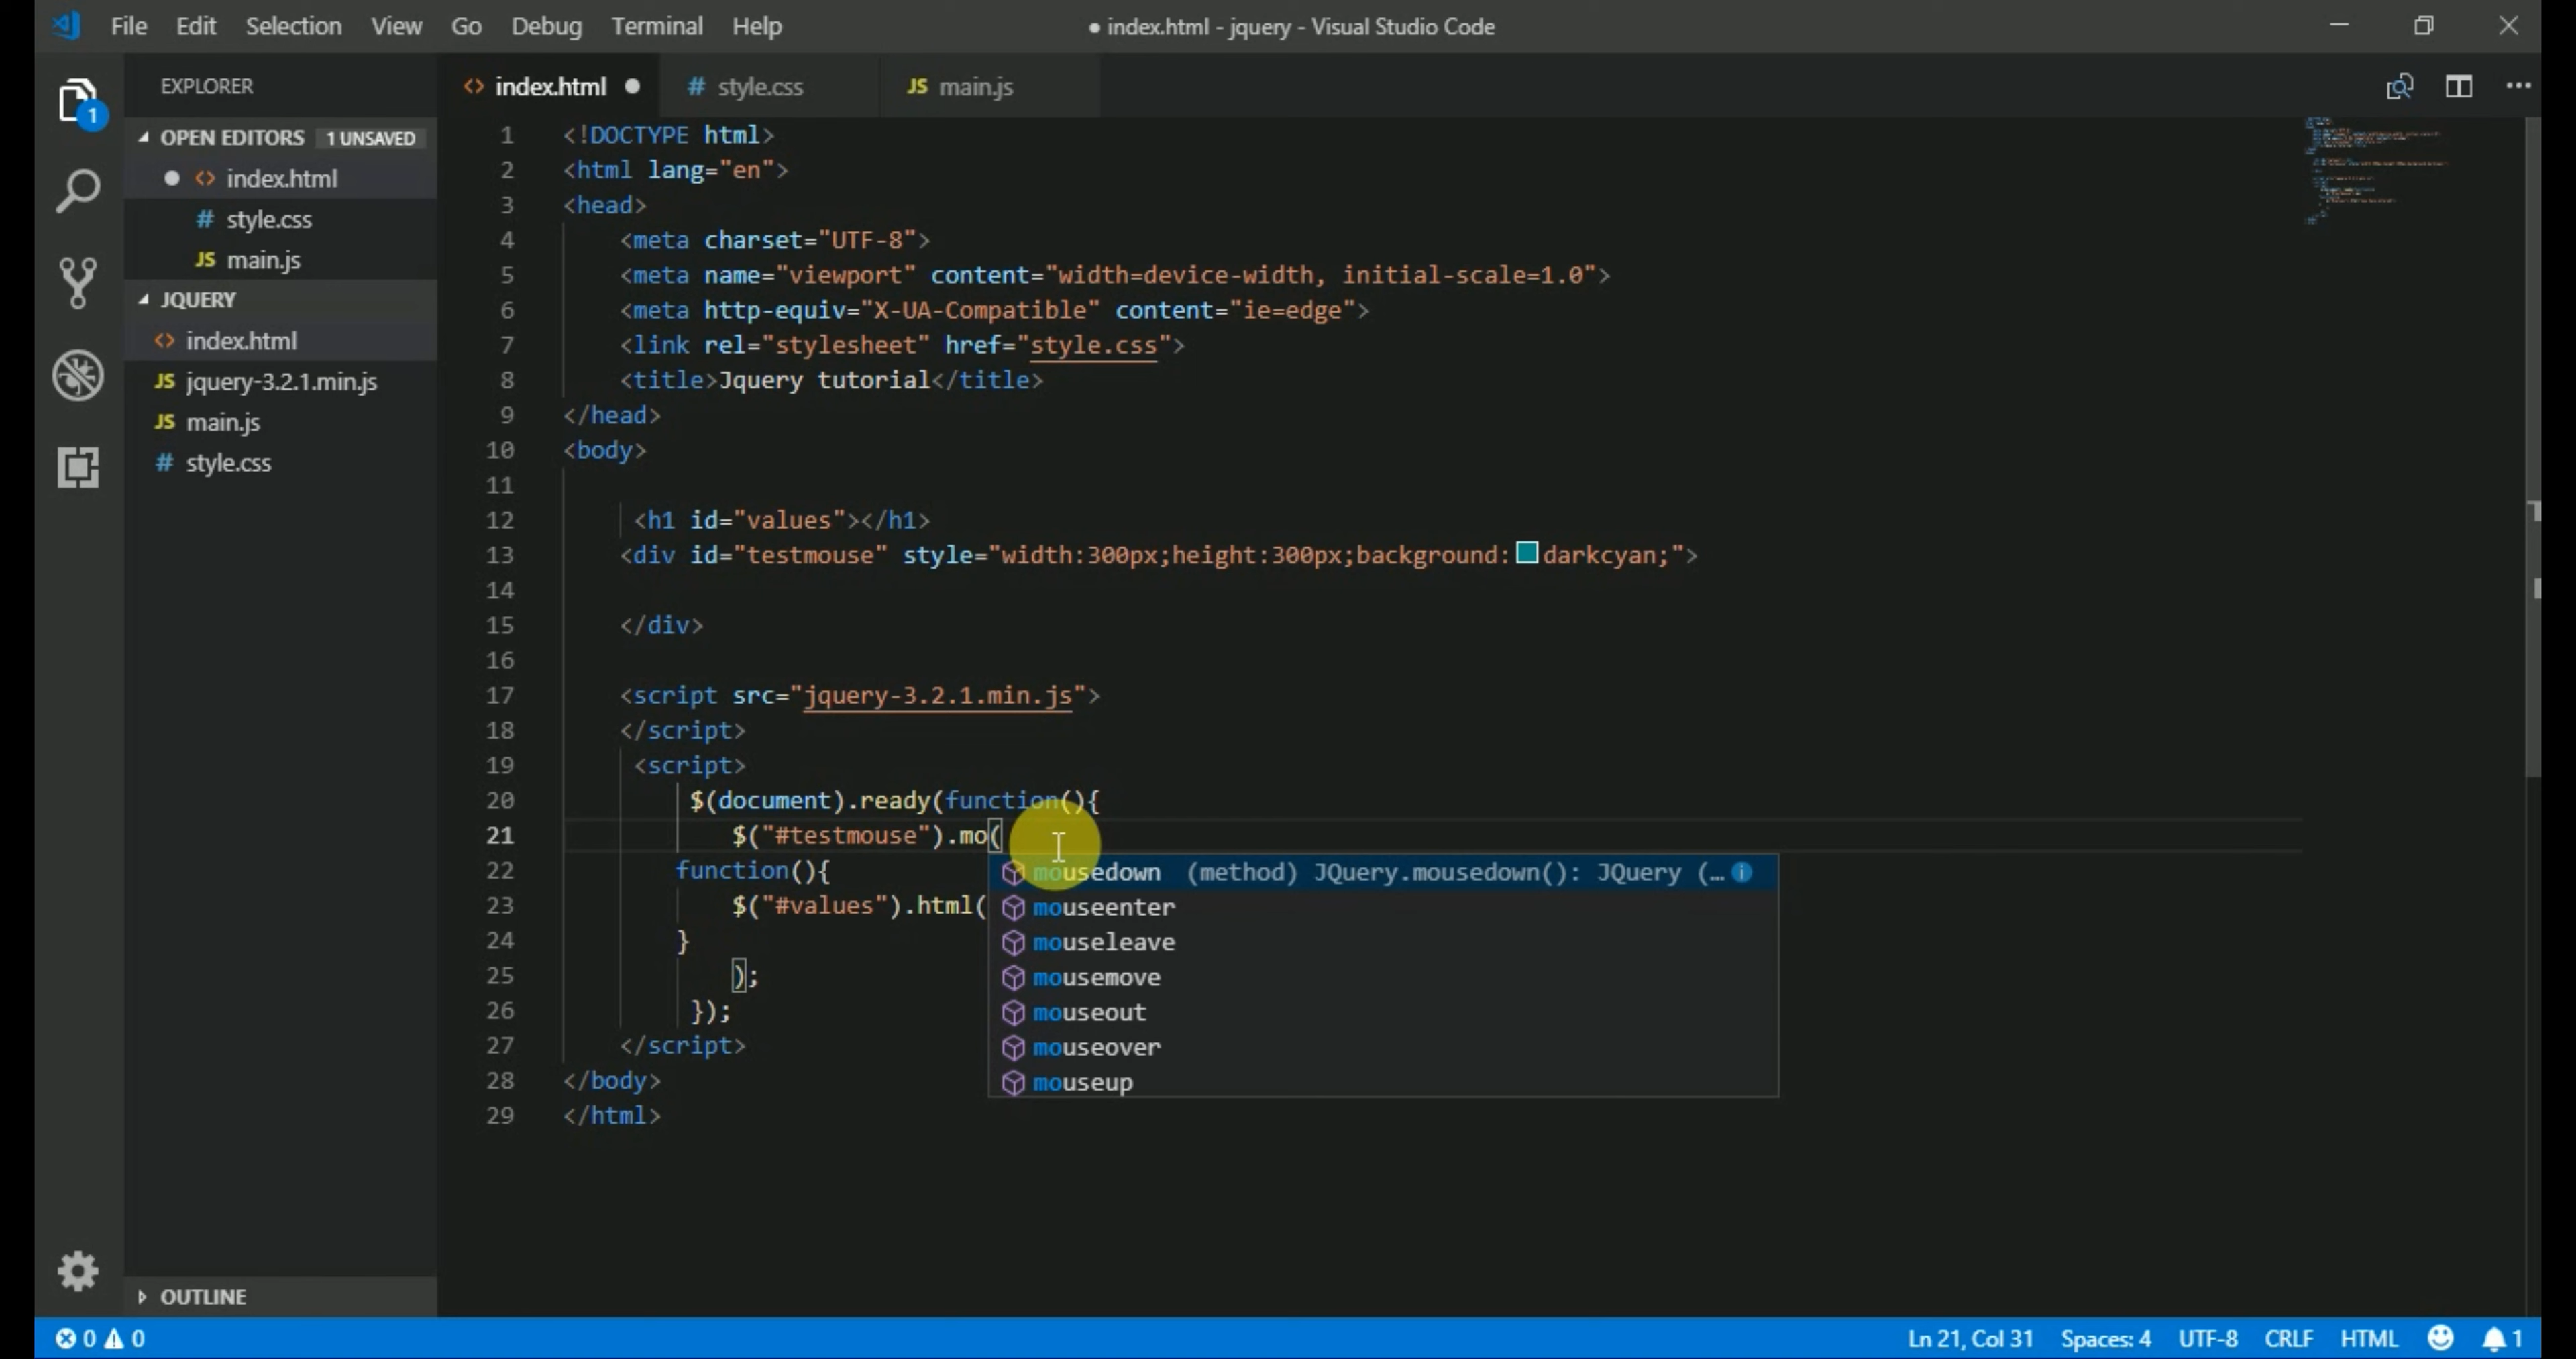 File Edit Selection View Go Debug Terminal Help
● index.html - jquery - Visual Studio Code
EXPLORER
OPEN EDITORS 1 UNSAVED
index.html
style.css
main.js
JQUERY
index.html
jquery-3.2.1.min.js
main.js
style.css
OUTLINE
index.html style.css main.js
1 <!DOCTYPE html>
2 <html lang="en">
3 <head>
4 <meta charset="UTF-8">
5 <meta name="viewport" content="width=device-width, initial-scale=1.0">
6 <meta http-equiv="X-UA-Compatible" content="ie=edge">
7 <link rel="stylesheet" href="style.css">
8 <title>Jquery tutorial</title>
9 </head>
10 <body>
11
12 <h1 id="values"></h1>
13 <div id="testmouse" style="width:300px;height:300px;background:darkcyan;">
14
15 </div>
16
17 <script src="jquery-3.2.1.min.js">
18 </script>
19 <script>
20 $(document).ready(function(){
21 $("#testmouse").mo(
22 function(){
23 $("#values").html(
24 }
25 );
26 });
27 </script>
28 </body>
29 </html>
mousedown (method) JQuery.mousedown(): JQuery (…
mouseenter
mouseleave
mousemove
mouseout
mouseover
mouseup
0 0 Ln 21, Col 31 Spaces: 4 UTF-8 CRLF HTML 1